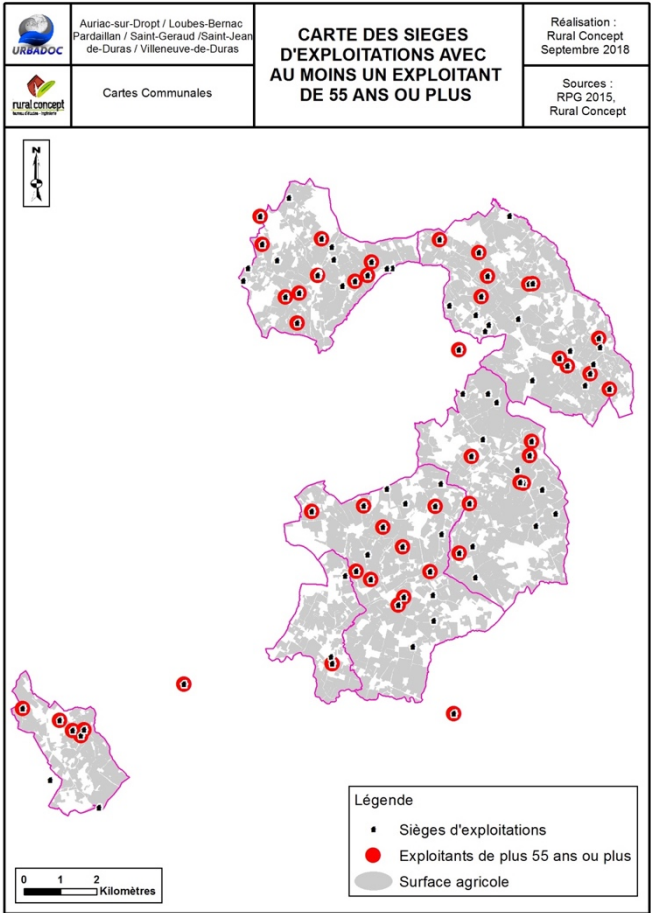 URBADOC
Auriac-sur-Dropt / Loubes-Bernac
Pardaillan / Saint-Geraud /Saint-Jean
de-Duras / Villeneuve-de-Duras
rural concept
Cartes Communales
CARTE DES SIEGES
D'EXPLOITATIONS AVEC
AU MOINS UN EXPLOITANT
DE 55 ANS OU PLUS
Réalisation :
Rural Concept
Septembre 2018
Sources :
RPG 2015,
Rural Concept
N
Légende
Sièges d'exploitations
Exploitants de plus 55 ans ou plus
Surface agricole
0 1 2
Kilomètres